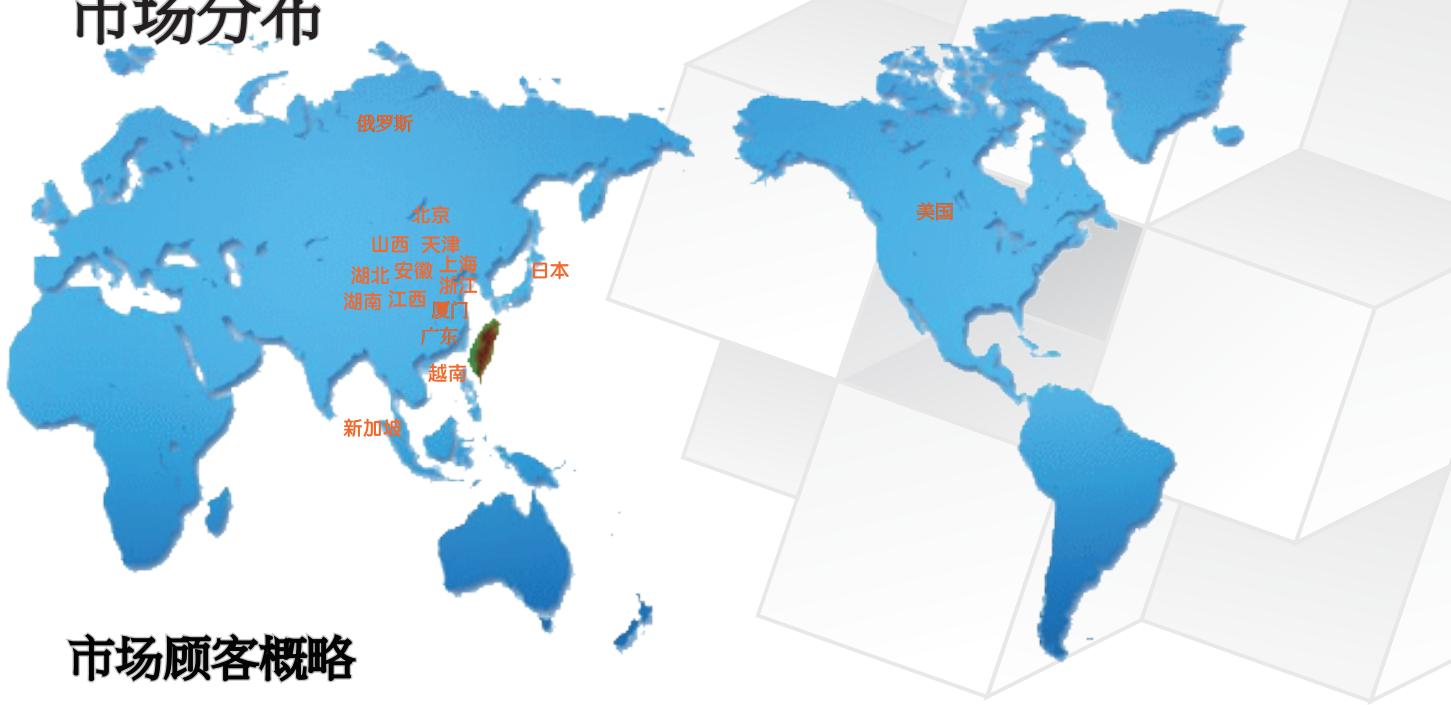 市场分布
俄罗斯
北京
山西 天津
湖北 安徽 上海
浙江
湖南 江西
厦门
广东
越南
新加坡
日本
美国
市场顾客概略